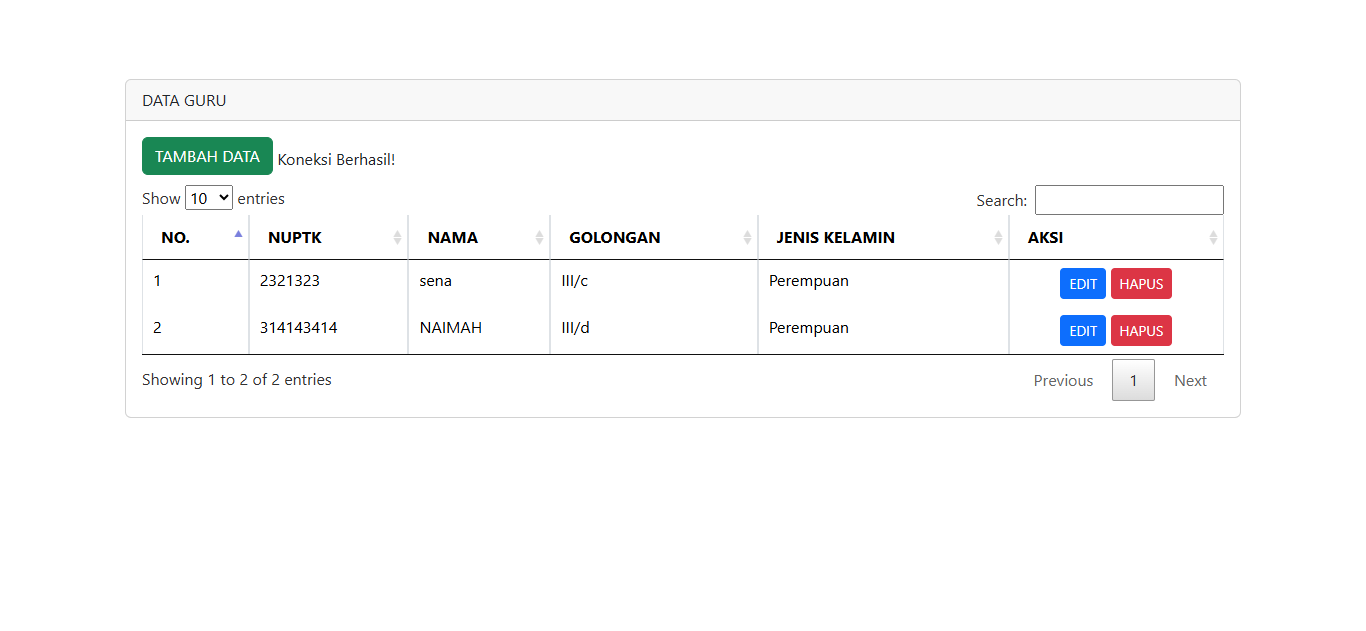 DATA GURU
TAMBAH DATA Koneksi Berhasil!
Show 10 entries Search:
NO. NUPTK NAMA GOLONGAN JENIS KELAMIN AKSI
1 2321323 sena III/c Perempuan EDIT HAPUS
2 314143414 NAIMAH III/d Perempuan EDIT HAPUS
Showing 1 to 2 of 2 entries Previous 1 Next